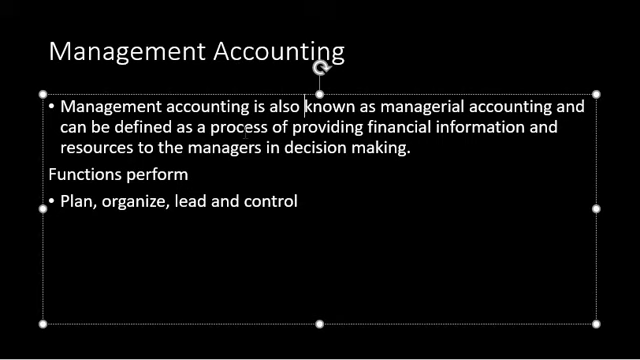 Management Accounting
• Management accounting is also known as managerial accounting and
can be defined as a process of providing financial information and
resources to the managers in decision making.
Functions perform
• Plan, organize, lead and control